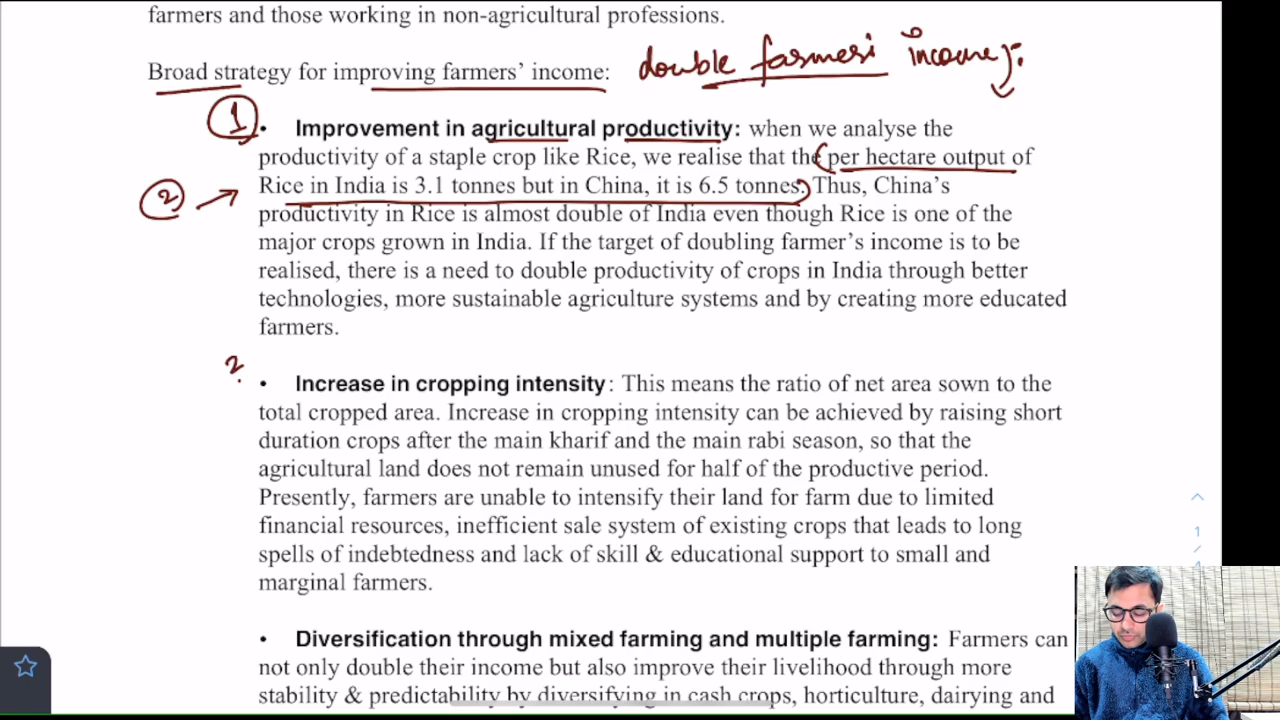 farmers and those working in non-agricultural professions.
Broad strategy for improving farmers' income: double farmers' income:
1
• Improvement in agricultural productivity: when we analyse the
productivity of a staple crop like Rice, we realise that the (per hectare output of
2 → Rice in India is 3.1 tonnes but in China, it is 6.5 tonnes.) Thus, China's
productivity in Rice is almost double of India even though Rice is one of the
major crops grown in India. If the target of doubling farmer's income is to be
realised, there is a need to double productivity of crops in India through better
technologies, more sustainable agriculture systems and by creating more educated
farmers.
2.
• Increase in cropping intensity: This means the ratio of net area sown to the
total cropped area. Increase in cropping intensity can be achieved by raising short
duration crops after the main kharif and the main rabi season, so that the
agricultural land does not remain unused for half of the productive period.
Presently, farmers are unable to intensify their land for farm due to limited
financial resources, inefficient sale system of existing crops that leads to long
spells of indebtedness and lack of skill & educational support to small and
marginal farmers.
• Diversification through mixed farming and multiple farming: Farmers can
not only double their income but also improve their livelihood through more
stability & predictability by diversifying in cash crops, horticulture, dairying and
1
/